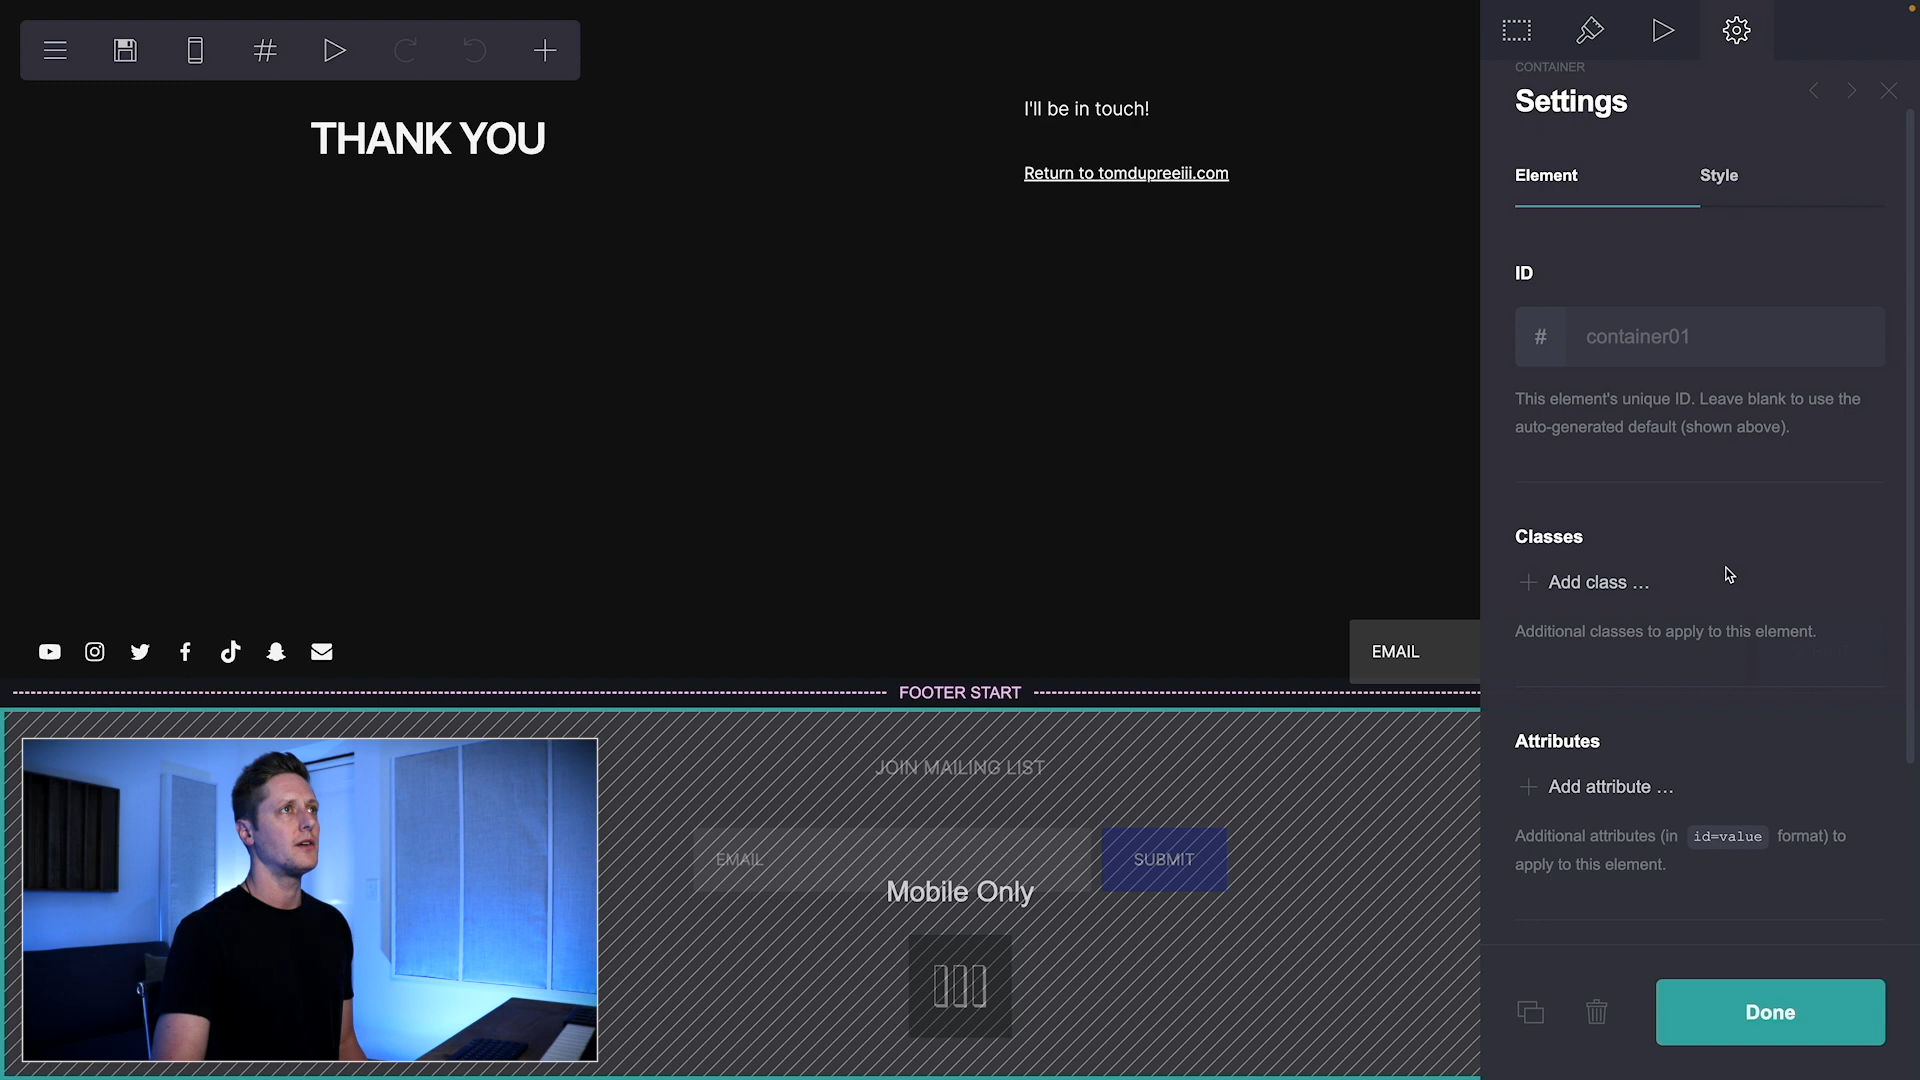 CONTAINER
Settings
THANK YOU
I'll be in touch!
Return to tomdupreeiii.com
Element
Style
ID
# container01
This element's unique ID. Leave blank to use the
auto-generated default (shown above).
Classes
+ Add class ...
Additional classes to apply to this element.
EMAIL
FOOTER START
Attributes
+ Add attribute ...
Additional attributes (in id=value format) to
apply to this element.
JOIN MAILING LIST
EMAIL
SUBMIT
Mobile Only
Done